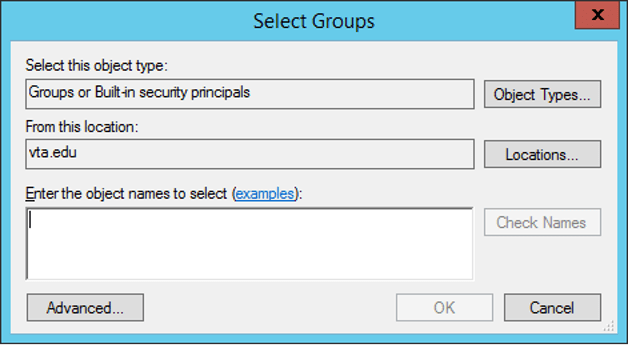 Select Groups
x
Select this object type:
Groups or Built-in security principals
Object Types...
From this location:
vta.edu
Locations...
Enter the object names to select (examples):
Check Names
Advanced...
OK
Cancel